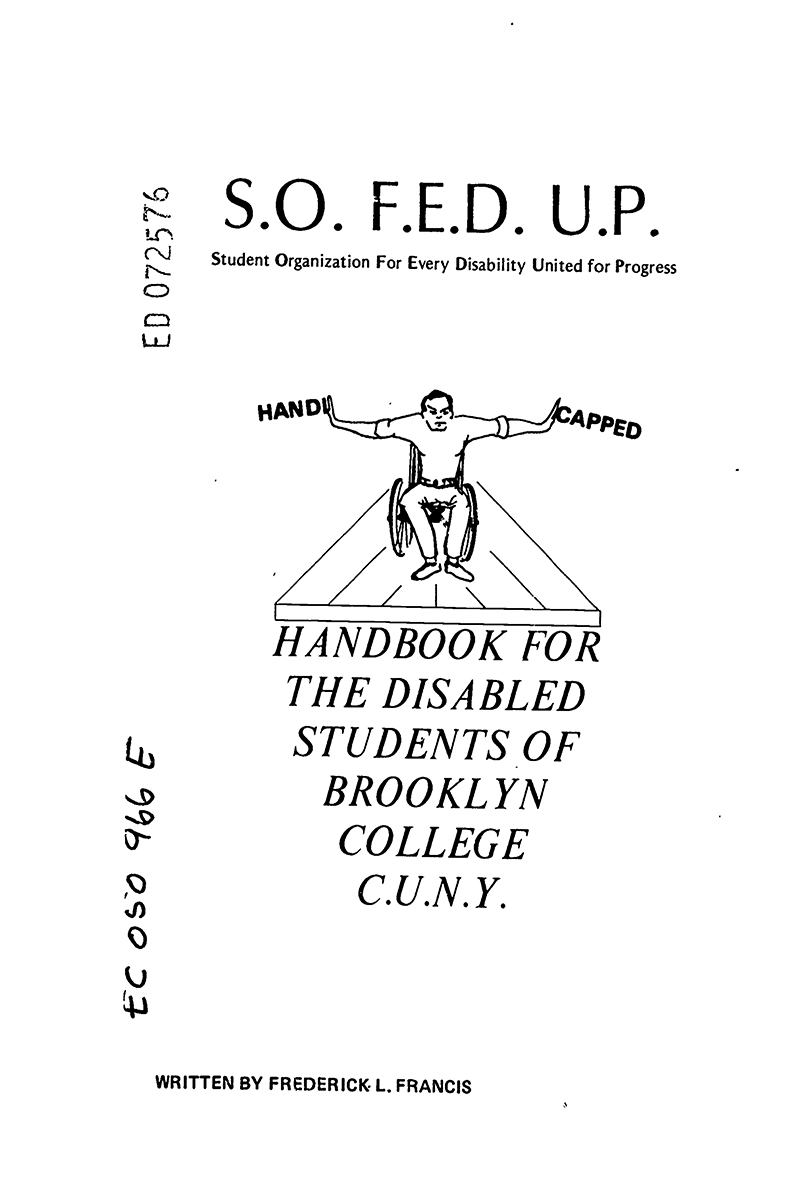 S.O. F.E.D. U.P.
Student Organization For Every Disability United for Progress
ED 072576
HANDI CAPPED
HANDBOOK FOR
THE DISABLED
STUDENTS OF
BROOKLYN
COLLEGE
C.U.N.Y.
EC 050 966 E
WRITTEN BY FREDERICK L. FRANCIS